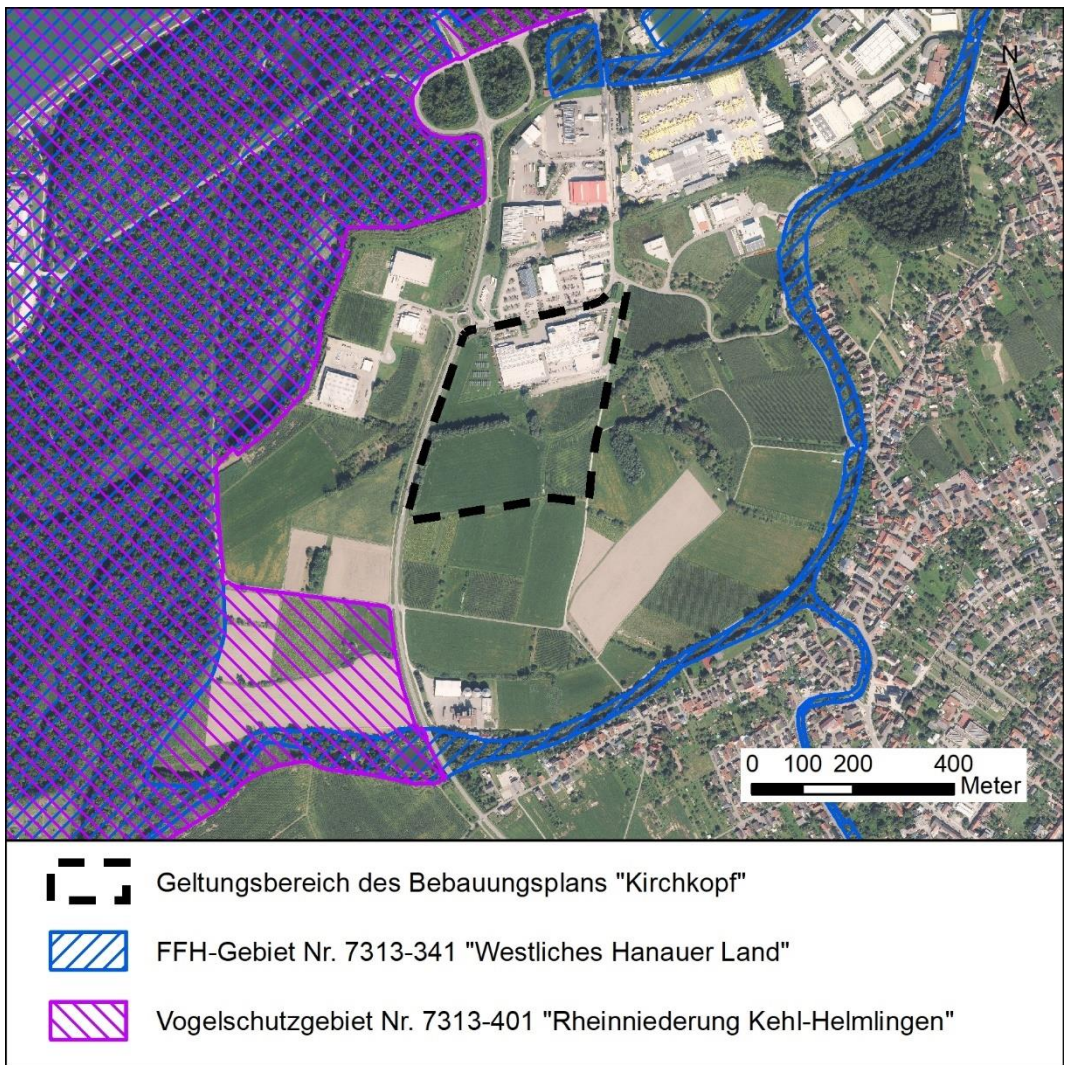 N
0 100 200 400
Meter
Geltungsbereich des Bebauungsplans "Kirchkopf"
FFH-Gebiet Nr. 7313-341 "Westliches Hanauer Land"
Vogelschutzgebiet Nr. 7313-401 "Rheinniederung Kehl-Helmlingen"